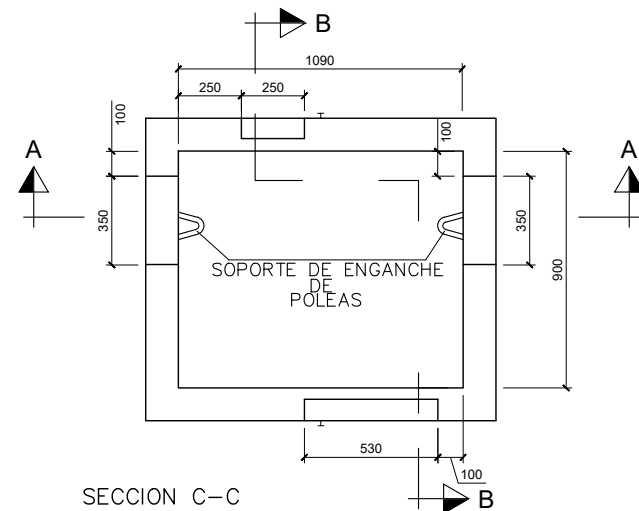 B
1090
250
250
100
100
A
A
350
350
900
SOPORTE DE ENGANCHE
DE
POLEAS
530
100
SECCION C-C
B